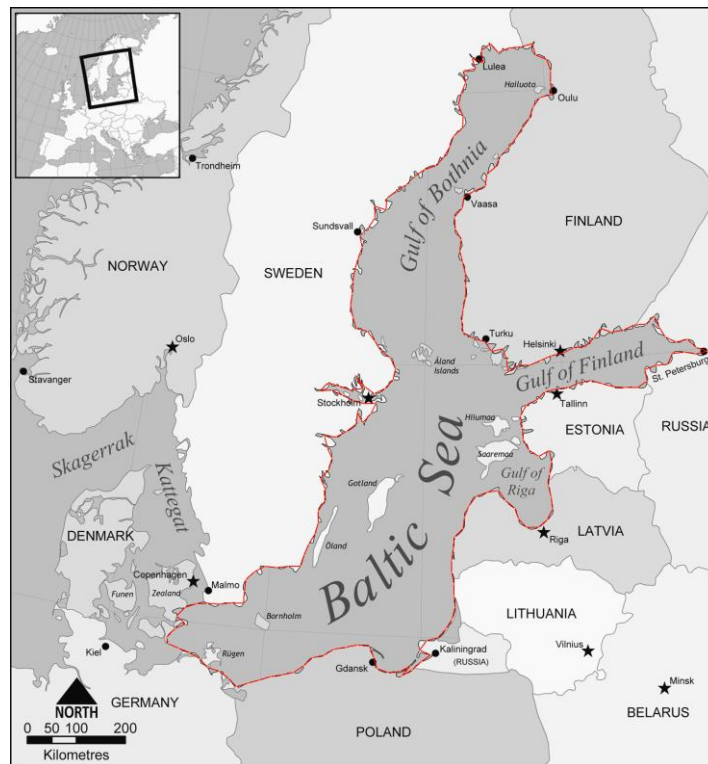 Lulea
Halluoto
Oulu
Trondheim
Gulf of Bothnia
Vaasa
FINLAND
Sundsvall
NORWAY
SWEDEN
Oslo
Turku
Helsinki
Åland
Islands
Gulf of Finland
St. Petersburg
Stavanger
Stockholm
Tallinn
Hiiumaa
ESTONIA
RUSSIA
Skagerrak
Kattegat
Saaremaa
Gulf of
Riga
Gotland
Baltic Sea
Öland
Riga
LATVIA
DENMARK
Copenhagen
Malmo
Funen
Zealand
LITHUANIA
Bornholm
Vilnius
Kiel
Rügen
Kaliningrad
(RUSSIA)
Gdansk
Minsk
GERMANY
NORTH
BELARUS
POLAND
0 50 100 200
Kilometres